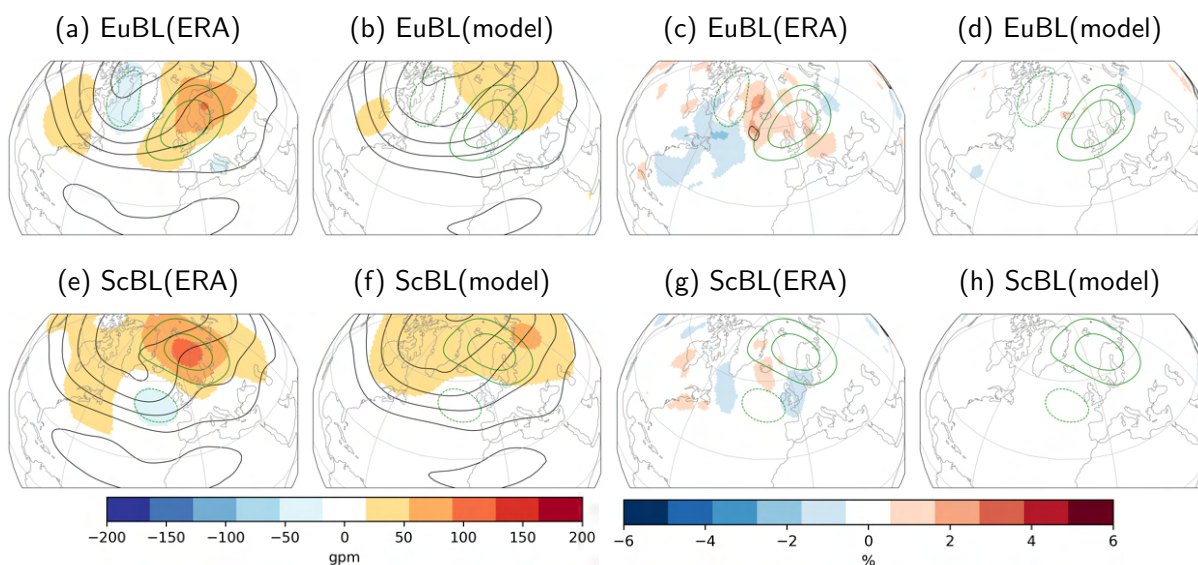 (a) EuBL(ERA) (b) EuBL(model) (c) EuBL(ERA) (d) EuBL(model)
(e) ScBL(ERA) (f) ScBL(model) (g) ScBL(ERA) (h) ScBL(model)
−200 −150 −100 −50 0 50 100 150 200
gpm
−6 −4 −2 0 2 4 6
%